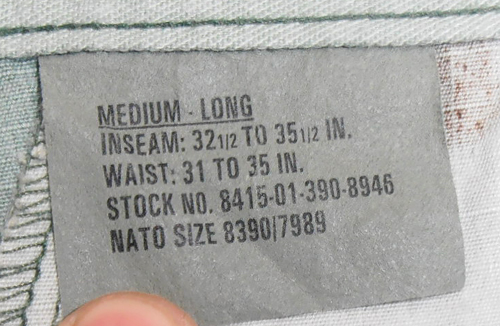 MEDIUM - LONG
INSEAM: 32 1/2 TO 35 1/2 IN.
WAIST: 31 TO 35 IN.
STOCK NO. 8415-01-390-8946
NATO SIZE 8390/7989